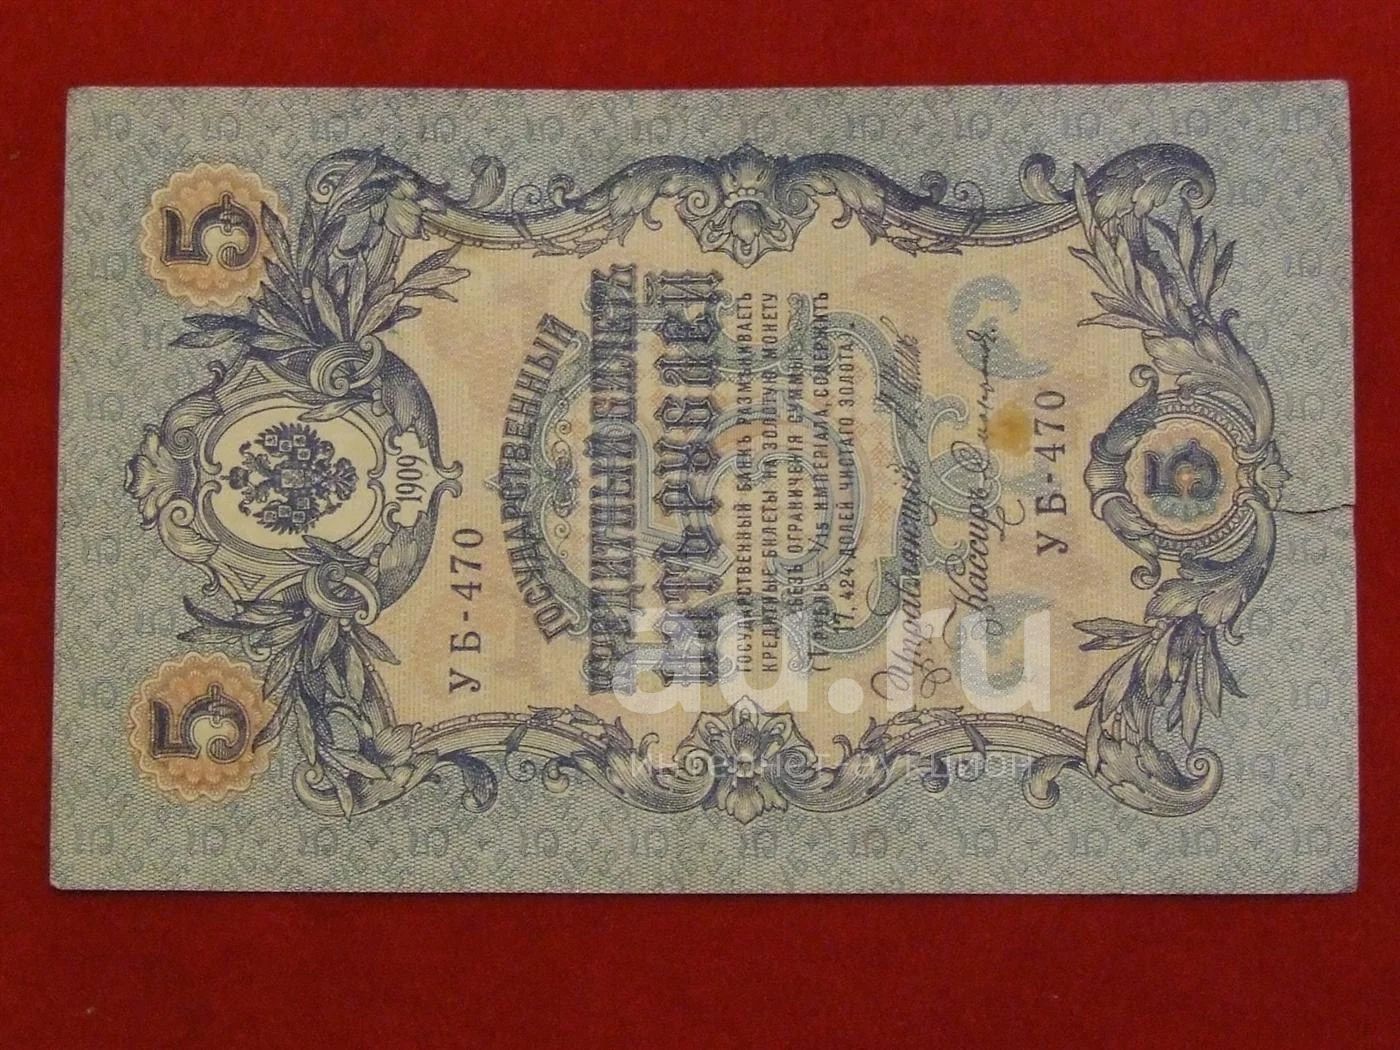 5 5
1909
УБ-470
ГОСУДАРСТВЕННЫЙ
КРЕДИТНЫЙ БИЛЕТЪ
ПЯТЬ РУБЛЕЙ
ГОСУДАРСТВЕННЫЙ БАНКЪ РАЗМѢНИВАЕТЪ
КРЕДИТНЫЕ БИЛЕТЫ НА ЗОЛОТУЮ МОНЕТУ
БЕЗЪ ОГРАНИЧЕНІЯ СУММЫ
(1 РУБЛЬ = 1/15 ИМПЕРІАЛА, СОДЕРЖИТЪ
17,424 ДОЛЕЙ ЧИСТАГО ЗОЛОТА).
Управляющій
Кассиръ
УБ-470
5
au.ru
Интернет-аукцион